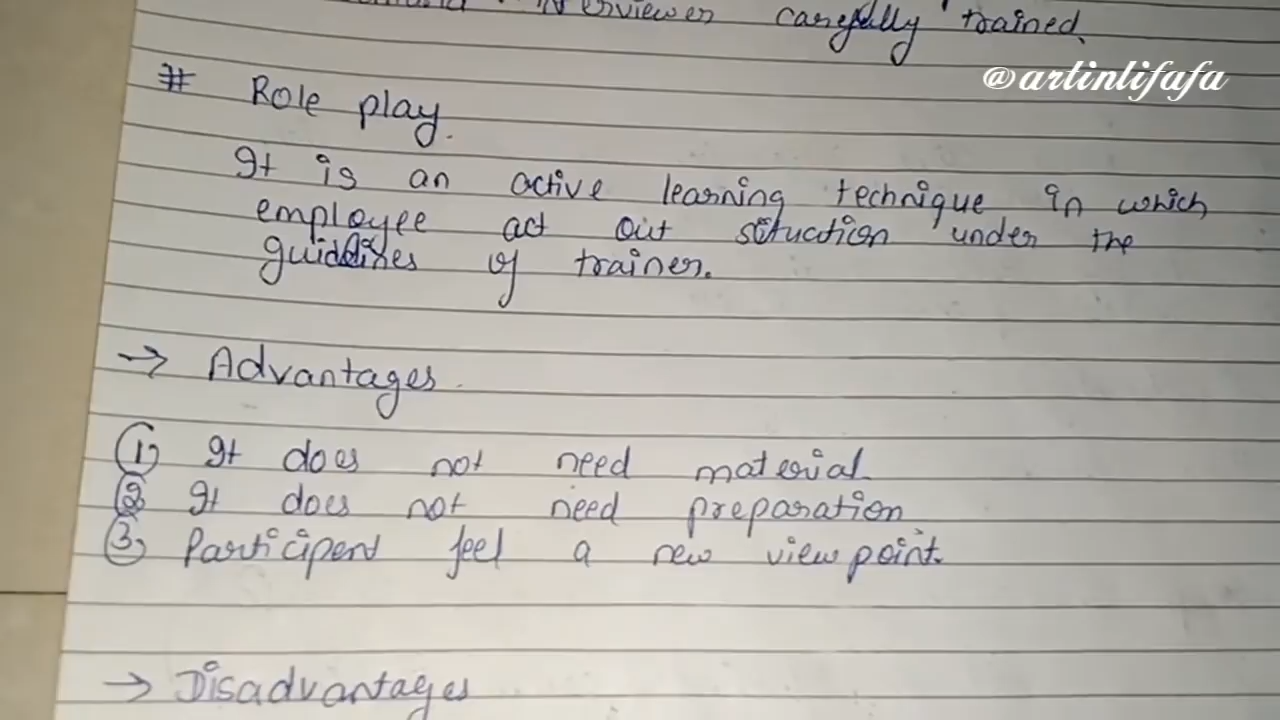 interviewer carefully trained.
@artinlifafa
# Role play.
It is an active learning technique in which
employee act out situation under the
guidelines of trainer.
→ Advantages.
1) It does not need material.
2) It does not need preparation
3) Participent feel a new view point.
→ Disadvantages